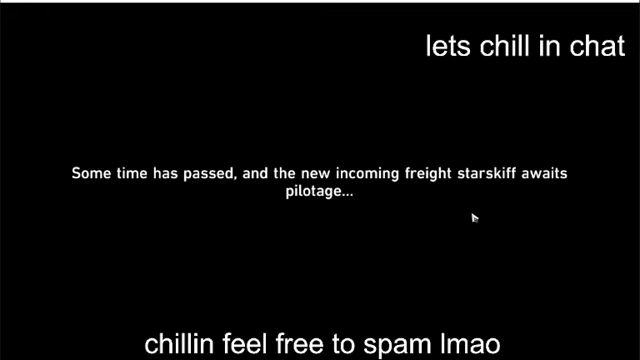 lets chill in chat
Some time has passed, and the new incoming freight starskiff awaits
pilotage...
chillin feel free to spam lmao